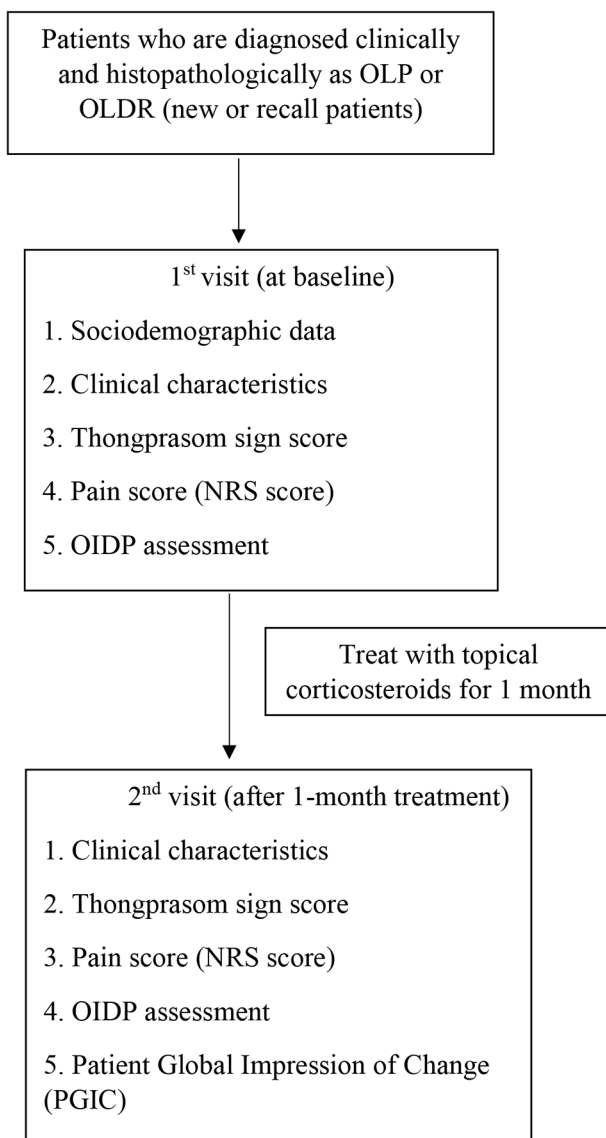 Patients who are diagnosed clinically
and histopathologically as OLP or
OLDR (new or recall patients)
1st visit (at baseline)
1. Sociodemographic data
2. Clinical characteristics
3. Thongprasom sign score
4. Pain score (NRS score)
5. OIDP assessment
Treat with topical
corticosteroids for 1 month
2nd visit (after 1-month treatment)
1. Clinical characteristics
2. Thongprasom sign score
3. Pain score (NRS score)
4. OIDP assessment
5. Patient Global Impression of Change
(PGIC)